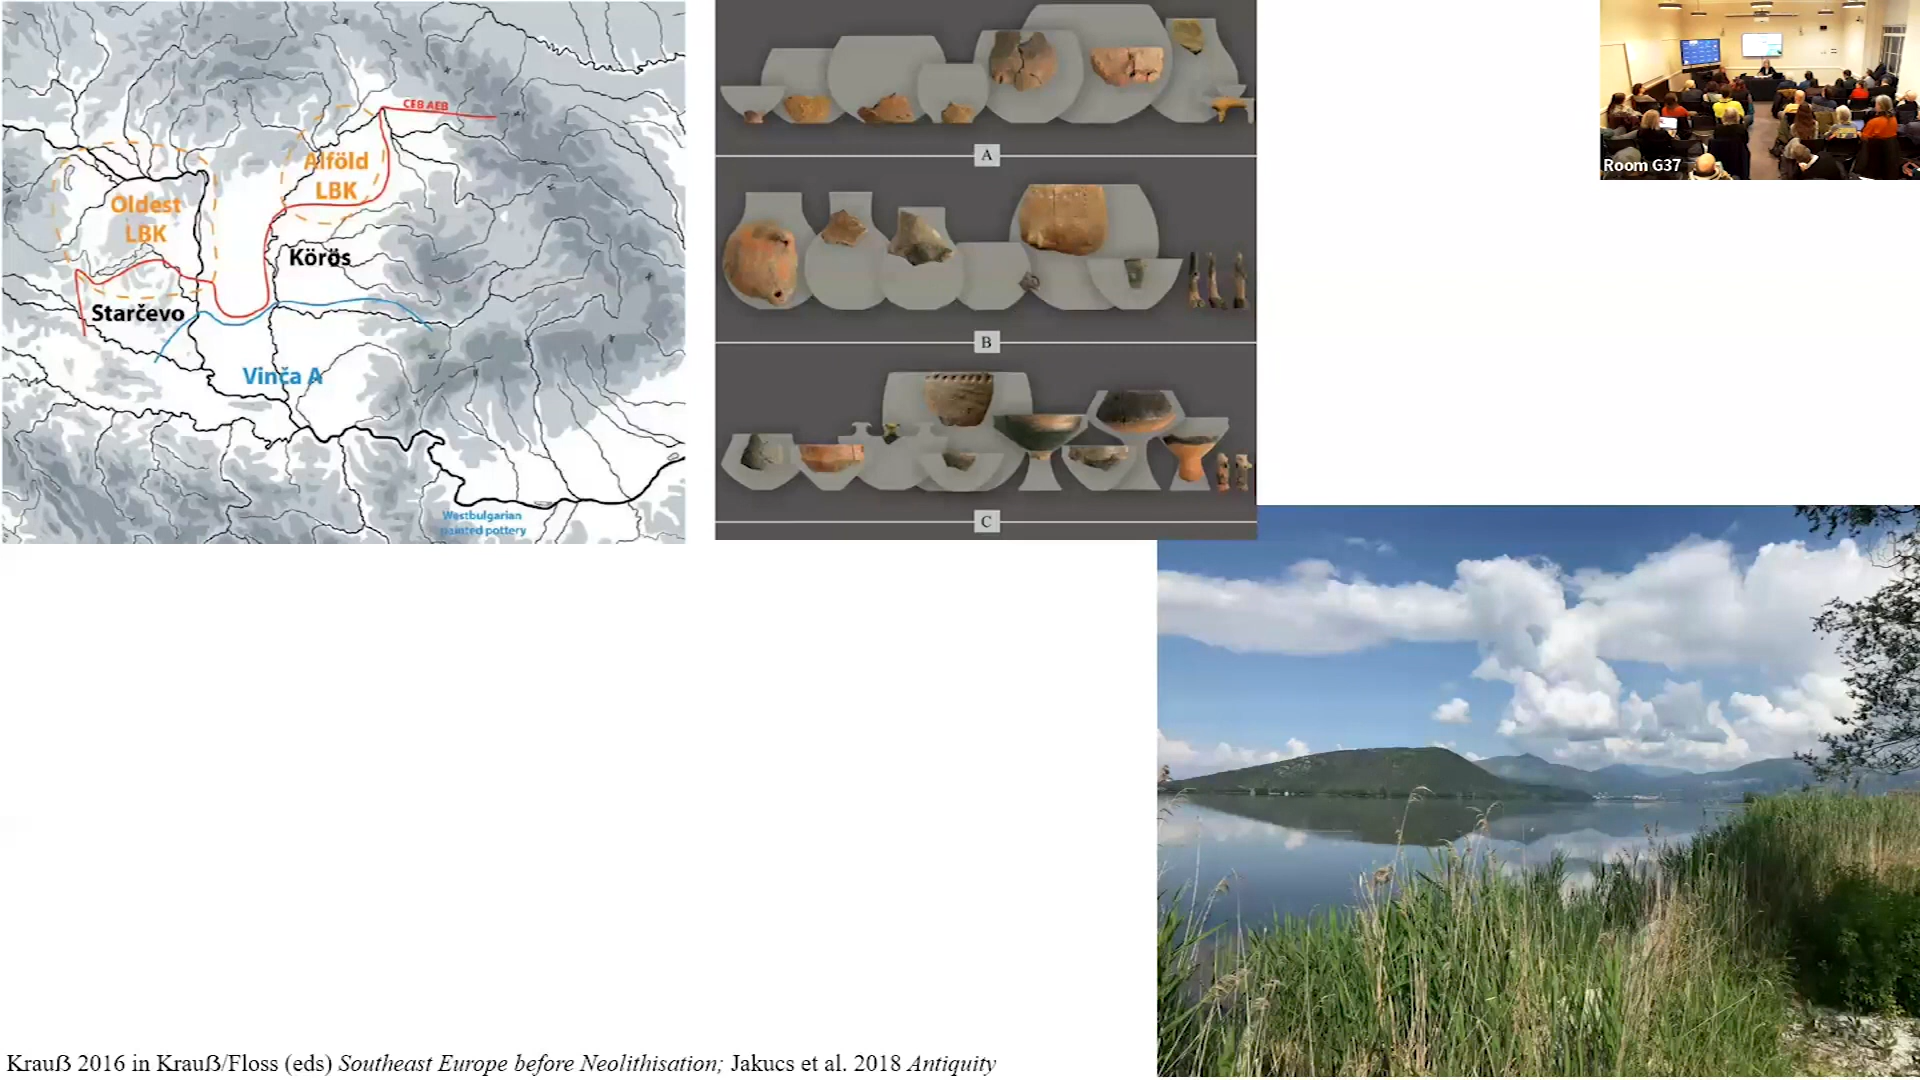 CEB AEB
Alföld
LBK
Oldest
LBK
Körös
Starčevo
Vinča A
Westbulgarian
painted pottery
A
B
C
Room G37
Krauß 2016 in Krauß/Floss (eds) Southeast Europe before Neolithisation; Jakucs et al. 2018 Antiquity